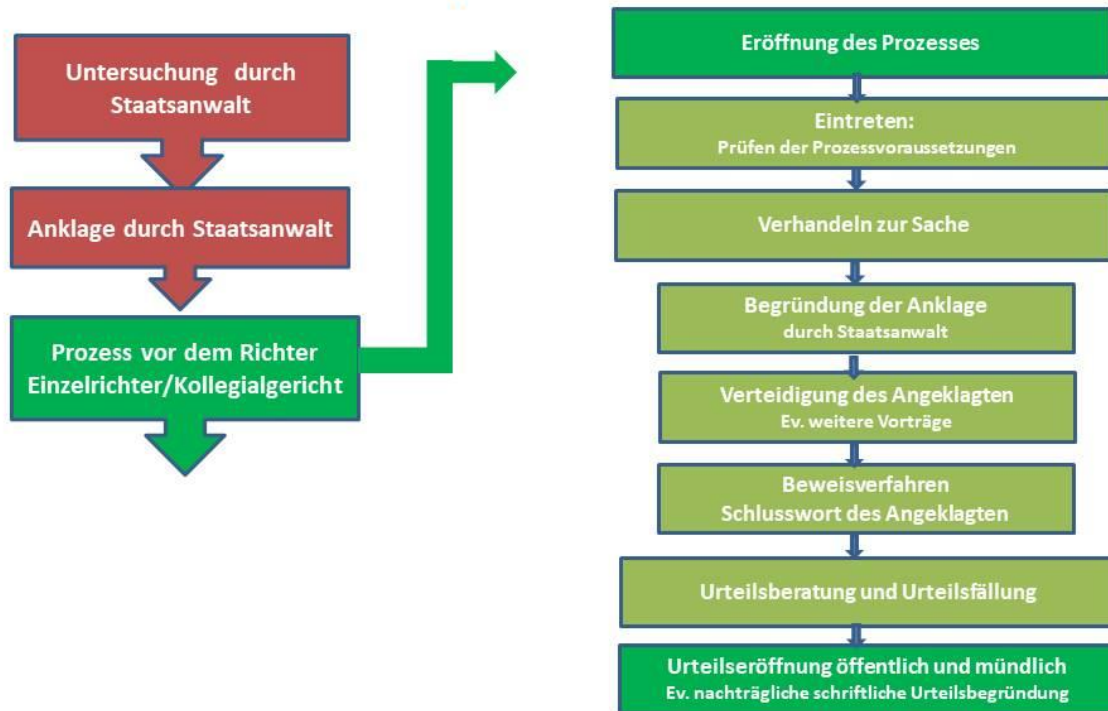 Untersuchung durch
Staatsanwalt
Anklage durch Staatsanwalt
Prozess vor dem Richter
Einzelrichter/Kollegialgericht
Eröffnung des Prozesses
Eintreten:
Prüfen der Prozessvoraussetzungen
Verhandeln zur Sache
Begründung der Anklage
durch Staatsanwalt
Verteidigung des Angeklagten
Ev. weitere Vorträge
Beweisverfahren
Schlusswort des Angeklagten
Urteilsberatung und Urteilsfällung
Urteilseröffnung öffentlich und mündlich
Ev. nachträgliche schriftliche Urteilsbegründung